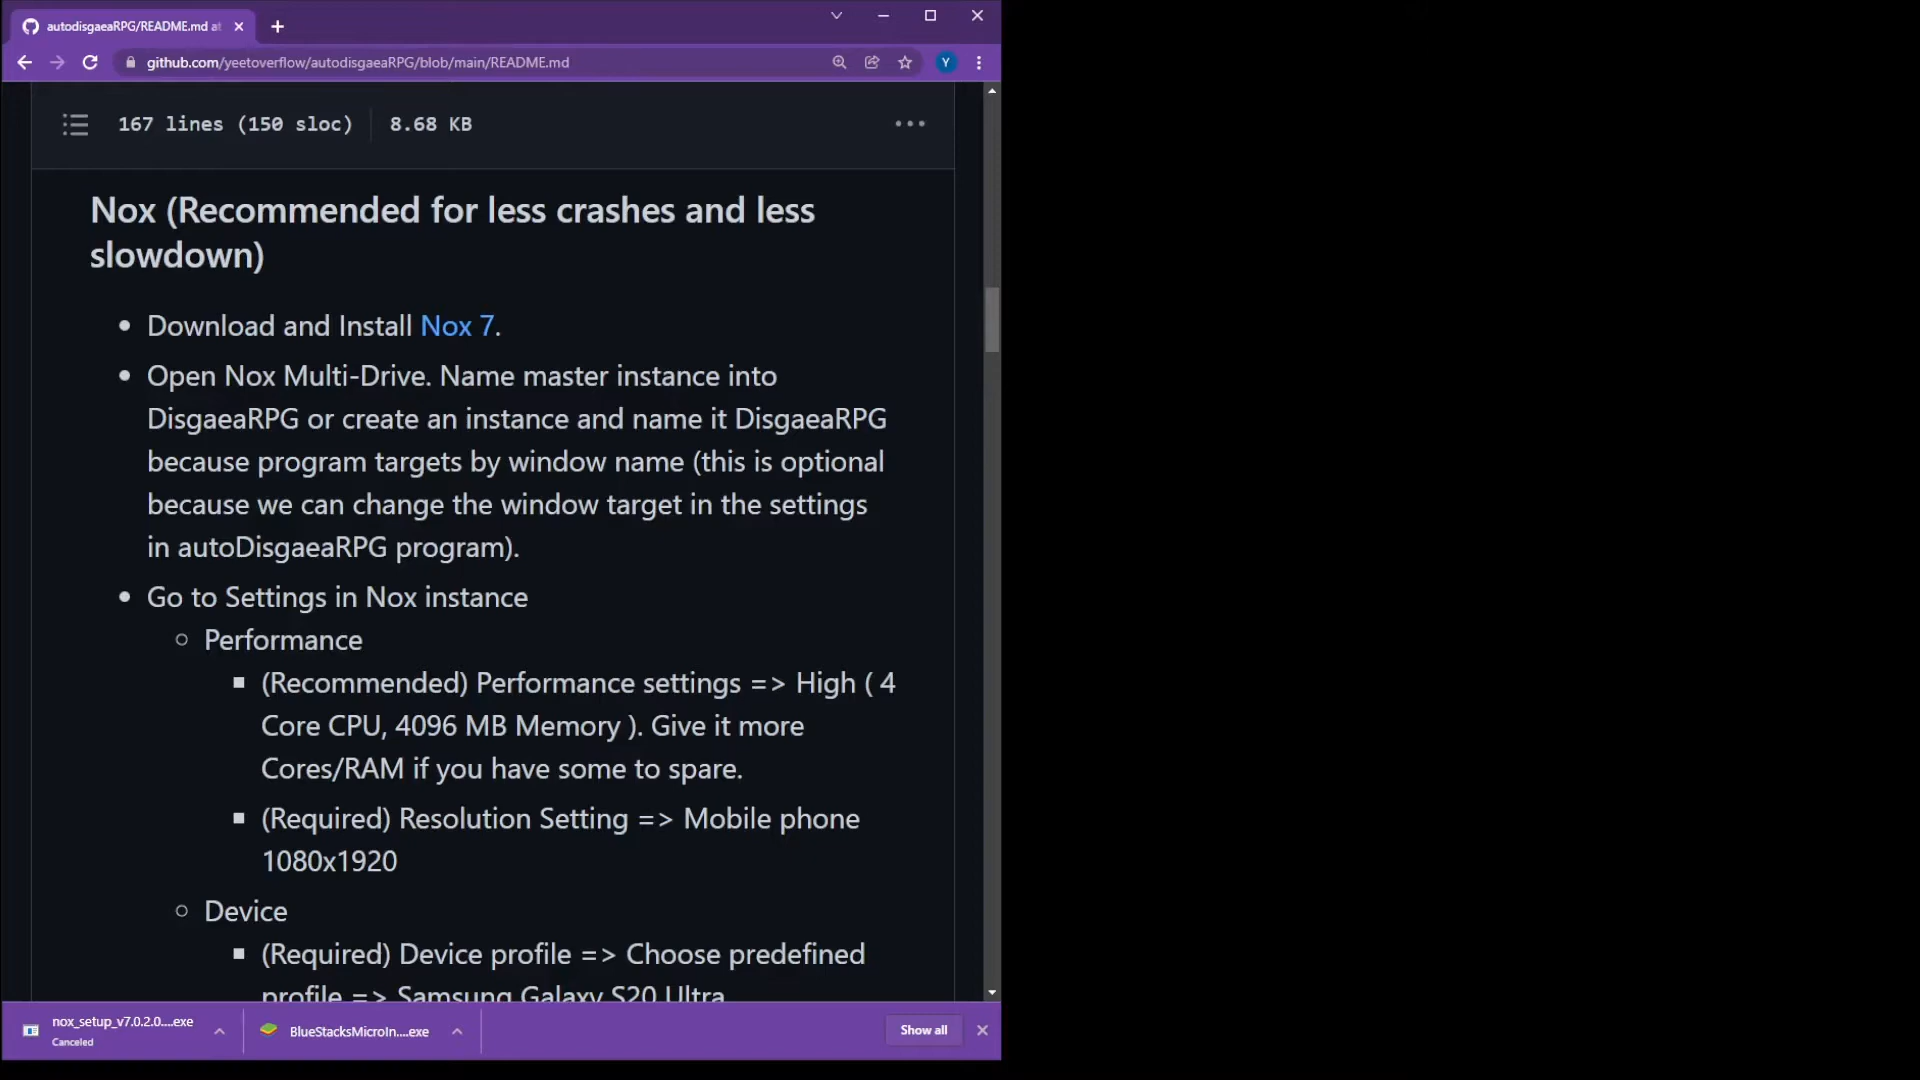 autodisgaeaRPG/README.md at
github.com/yeetoverflow/autodisgaeaRPG/blob/main/README.md
Y
167 lines (150 sloc) 8.68 KB
Nox (Recommended for less crashes and less
slowdown)
Download and Install Nox 7.
Open Nox Multi-Drive. Name master instance into
DisgaeaRPG or create an instance and name it DisgaeaRPG
because program targets by window name (this is optional
because we can change the window target in the settings
in autoDisgaeaRPG program).
Go to Settings in Nox instance
Performance
(Recommended) Performance settings => High ( 4
Core CPU, 4096 MB Memory ). Give it more
Cores/RAM if you have some to spare.
(Required) Resolution Setting => Mobile phone
1080x1920
Device
(Required) Device profile => Choose predefined
profile => Samsung Galaxy S20 Ultra
nox_setup_v7.0.2.0....exe
Canceled
BlueStacksMicroIn....exe
Show all